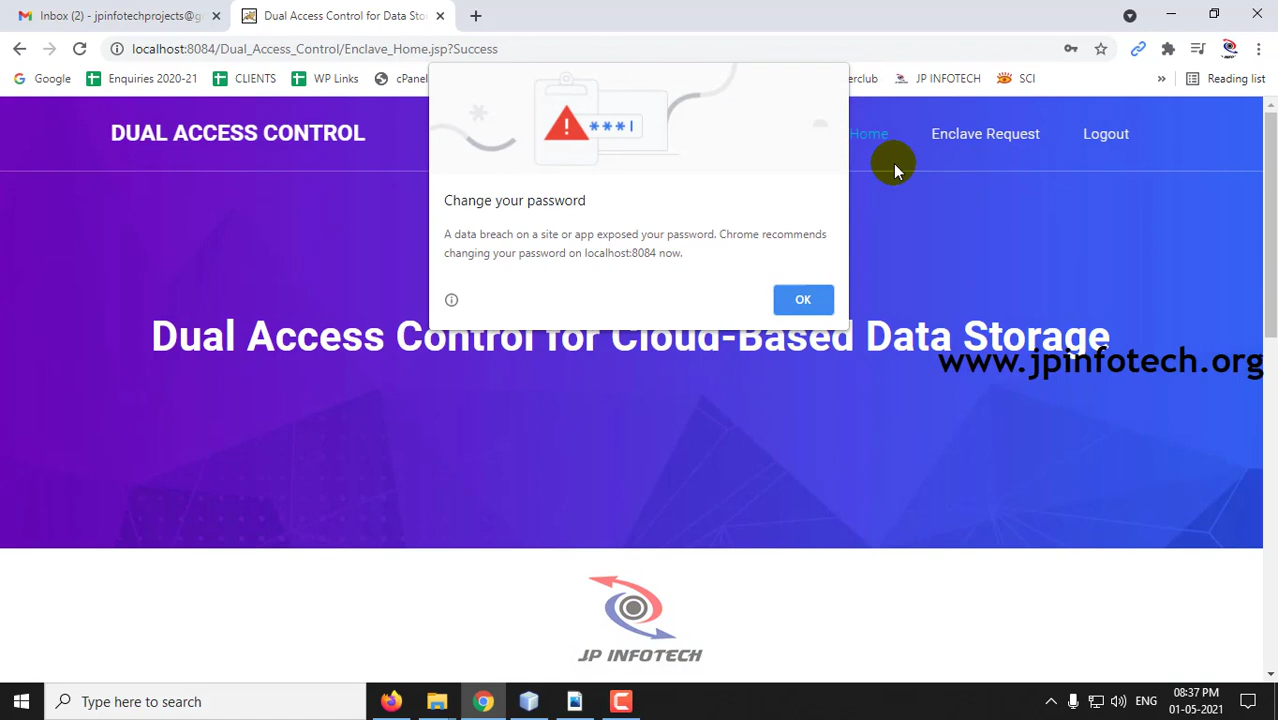 Inbox (2) - jpinfotechprojects@g
Dual Access Control for Data Sto
localhost:8084/Dual_Access_Control/Enclave_Home.jsp?Success
Google
Enquiries 2020-21
CLIENTS
WP Links
cPanel
erclub
JP INFOTECH
SCI
»
Reading list
DUAL ACCESS CONTROL
Home
Enclave Request
Logout
***|
Change your password
A data breach on a site or app exposed your password. Chrome recommends
changing your password on localhost:8084 now.
OK
Dual Access Control for Cloud-Based Data Storage
www.jpinfotech.org
JP INFOTECH
Type here to search
ENG
08:37 PM
01-05-2021